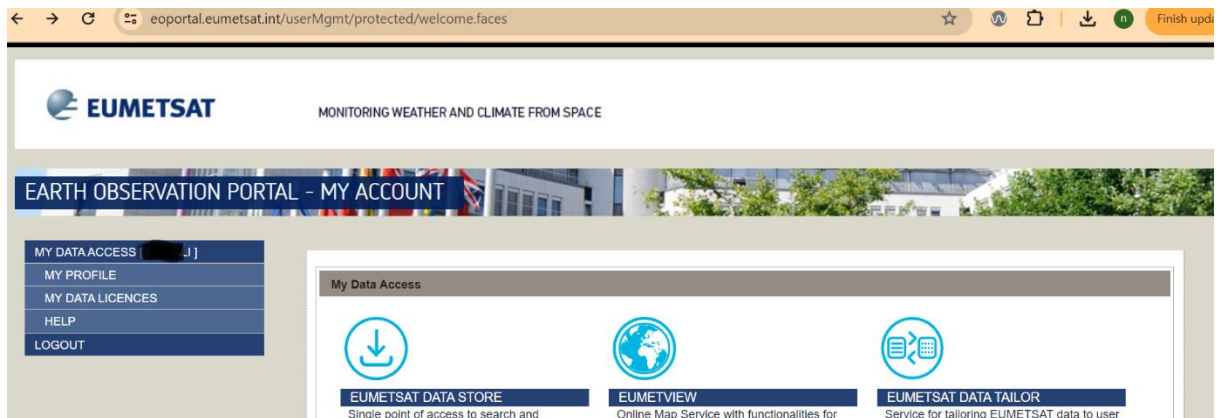 eoportal.eumetsat.int/userMgmt/protected/welcome.faces
n
Finish upda
EUMETSAT
MONITORING WEATHER AND CLIMATE FROM SPACE
EARTH OBSERVATION PORTAL - MY ACCOUNT
MY DATA ACCESS [ LI ]
MY PROFILE
MY DATA LICENCES
HELP
LOGOUT
My Data Access
EUMETSAT DATA STORE
Single point of access to search and
EUMETVIEW
Online Map Service with functionalities for
EUMETSAT DATA TAILOR
Service for tailoring EUMETSAT data to user